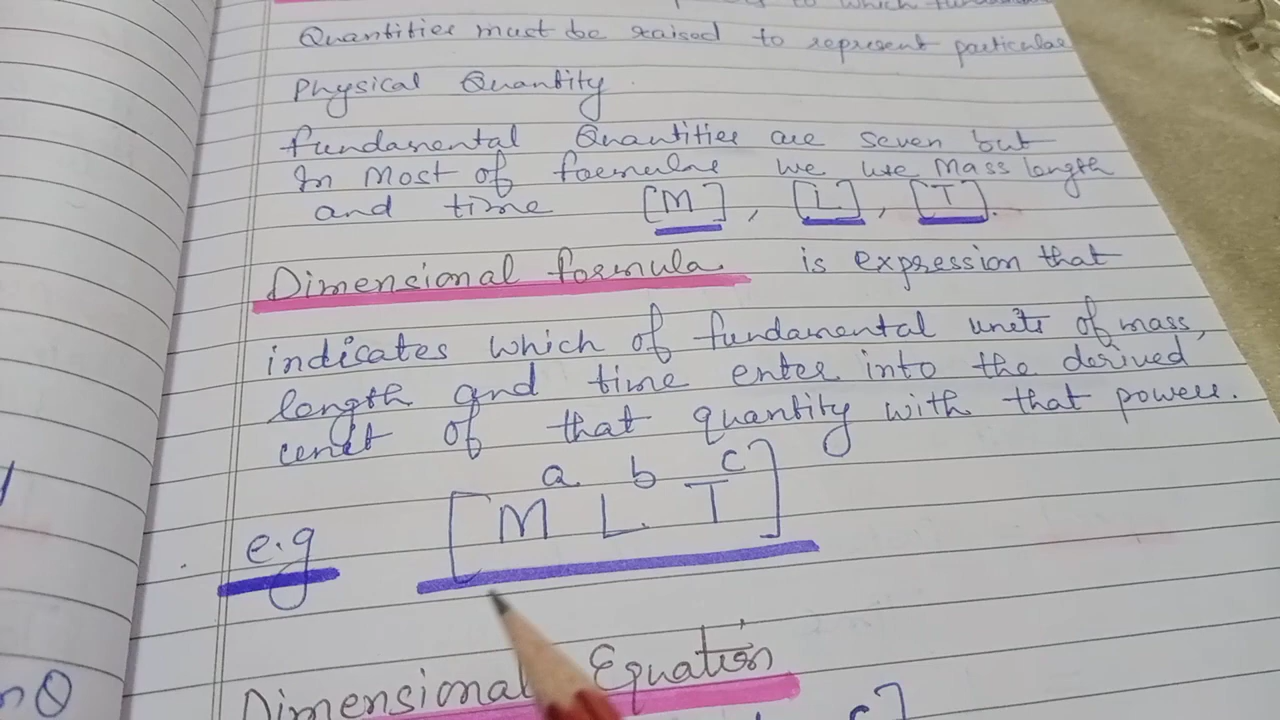 to which
Quantities must be raised to represent particular
Physical Quantity
fundamental Quantities are seven but
In most of formulae we use Mass length
and time [M], [L], [T].
Dimensional formula is expression that
indicates which of fundamental units of mass,
length and time enter into the derived
unit of that quantity with that powers.
a b c
e.g [M L T]
Dimensional Equation
c]